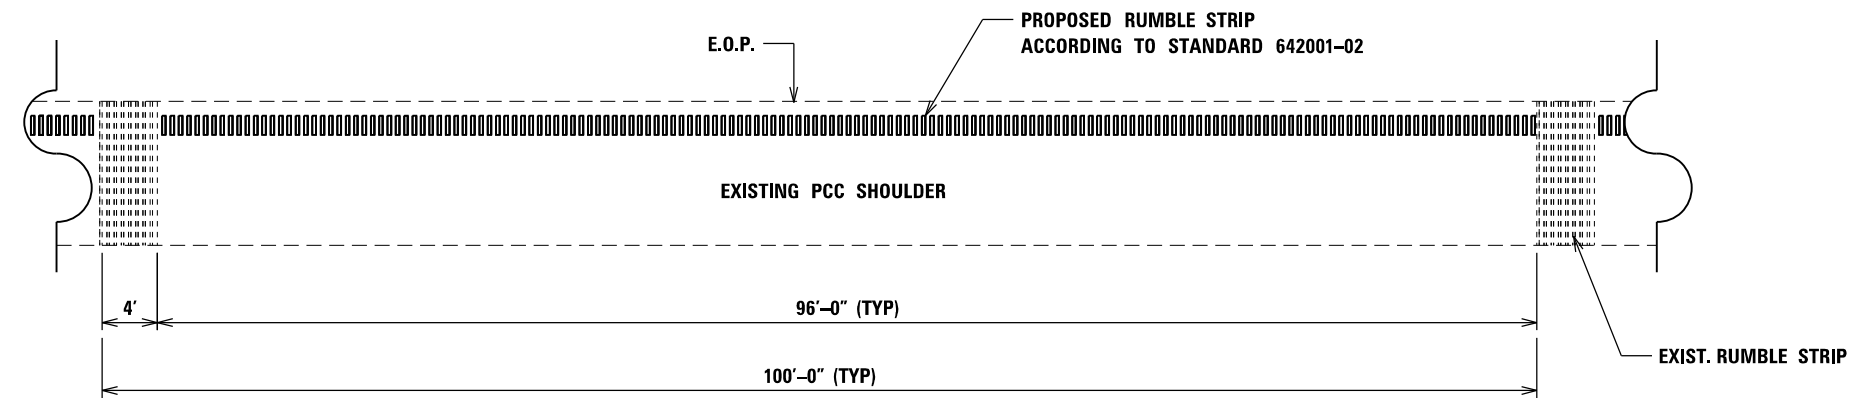 PROPOSED RUMBLE STRIP
ACCORDING TO STANDARD 642001–02
E.O.P.
EXISTING PCC SHOULDER
4'
96'–0" (TYP)
EXIST. RUMBLE STRIP
100'–0" (TYP)